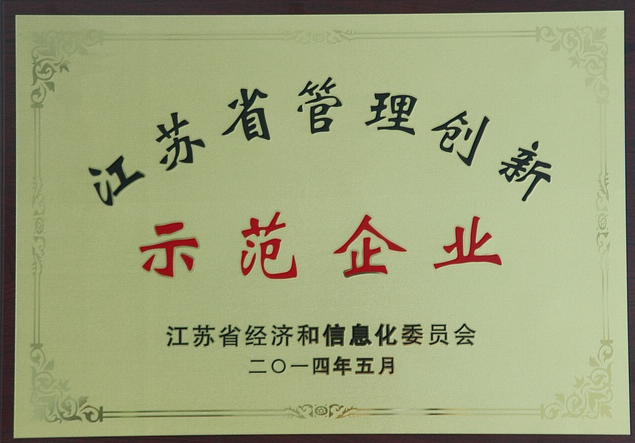 江苏省管理创新
示范企业
江苏省经济和信息化委员会
二〇一四年五月